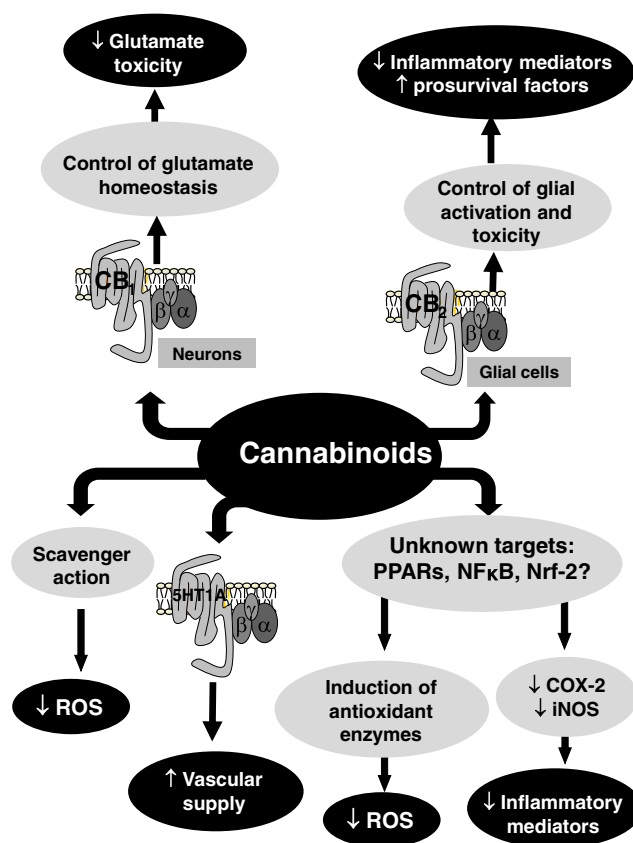 ↓ Glutamate
toxicity
↓ Inflammatory mediators
↑ prosurvival factors
Control of glutamate
homeostasis
Control of glial
activation and
toxicity
CB1
β γ α
Neurons
CB2
β γ α
Glial cells
Cannabinoids
Scavenger
action
5HT1A
β γ α
Unknown targets:
PPARs, NFκB, Nrf-2?
↓ ROS
Induction of
antioxidant
enzymes
↓ COX-2
↓ iNOS
↑ Vascular
supply
↓ ROS
↓ Inflammatory
mediators